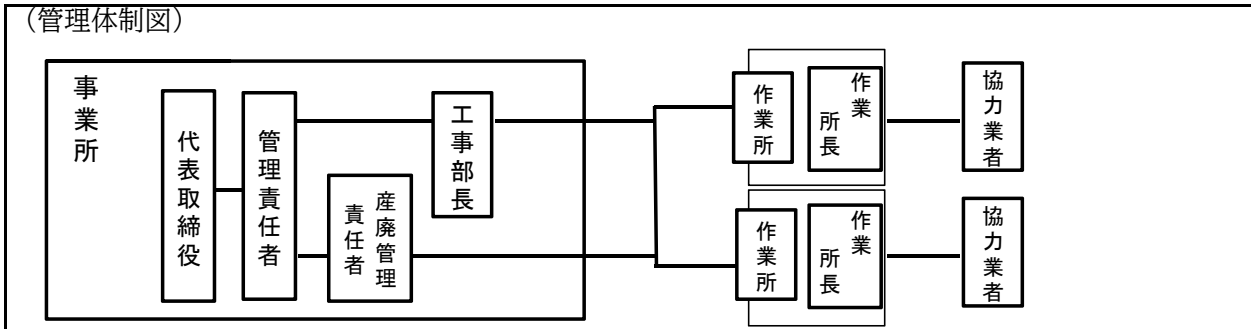 （管理体制図）
事業所
代表取締役
管理責任者
工事部長
産廃管理
責任者
作業所
作業
所長
協力業者
作業所
作業
所長
協力業者